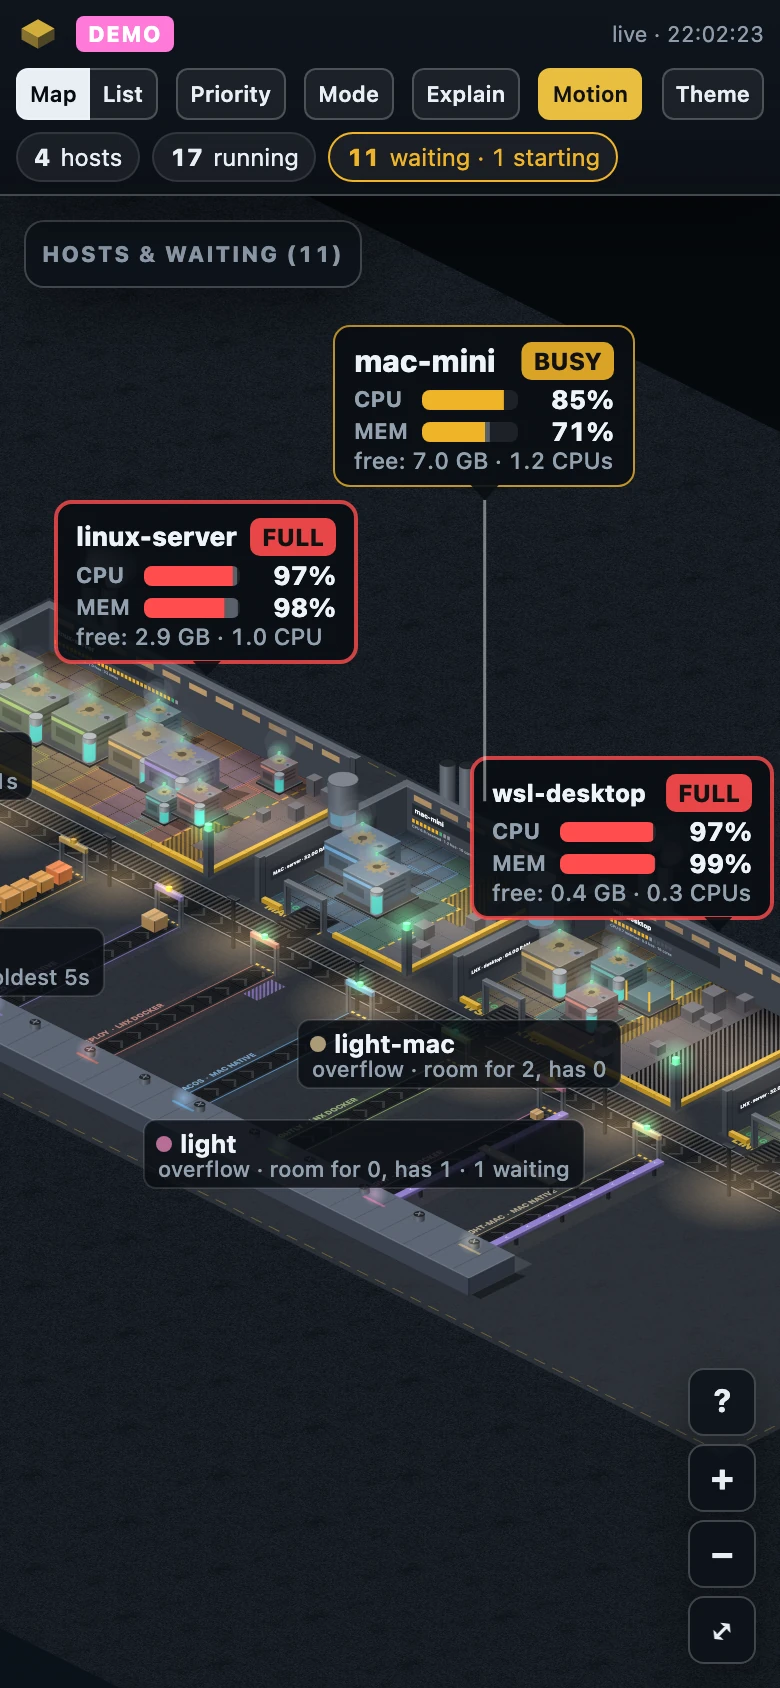 DEMO
live · 22:02:23
Map
List
Priority
Mode
Explain
Motion
Theme
4 hosts
17 running
11 waiting · 1 starting
HOSTS & WAITING (11)
mac-mini BUSY
CPU 85%
MEM 71%
free: 7.0 GB · 1.2 CPUs
linux-server FULL
CPU 97%
MEM 98%
free: 2.9 GB · 1.0 CPU
wsl-desktop FULL
CPU 97%
MEM 99%
free: 0.4 GB · 0.3 CPUs
mac-mini
oldest 5s
light-mac
overflow · room for 2, has 0
light
overflow · room for 0, has 1 · 1 waiting
?
+
−